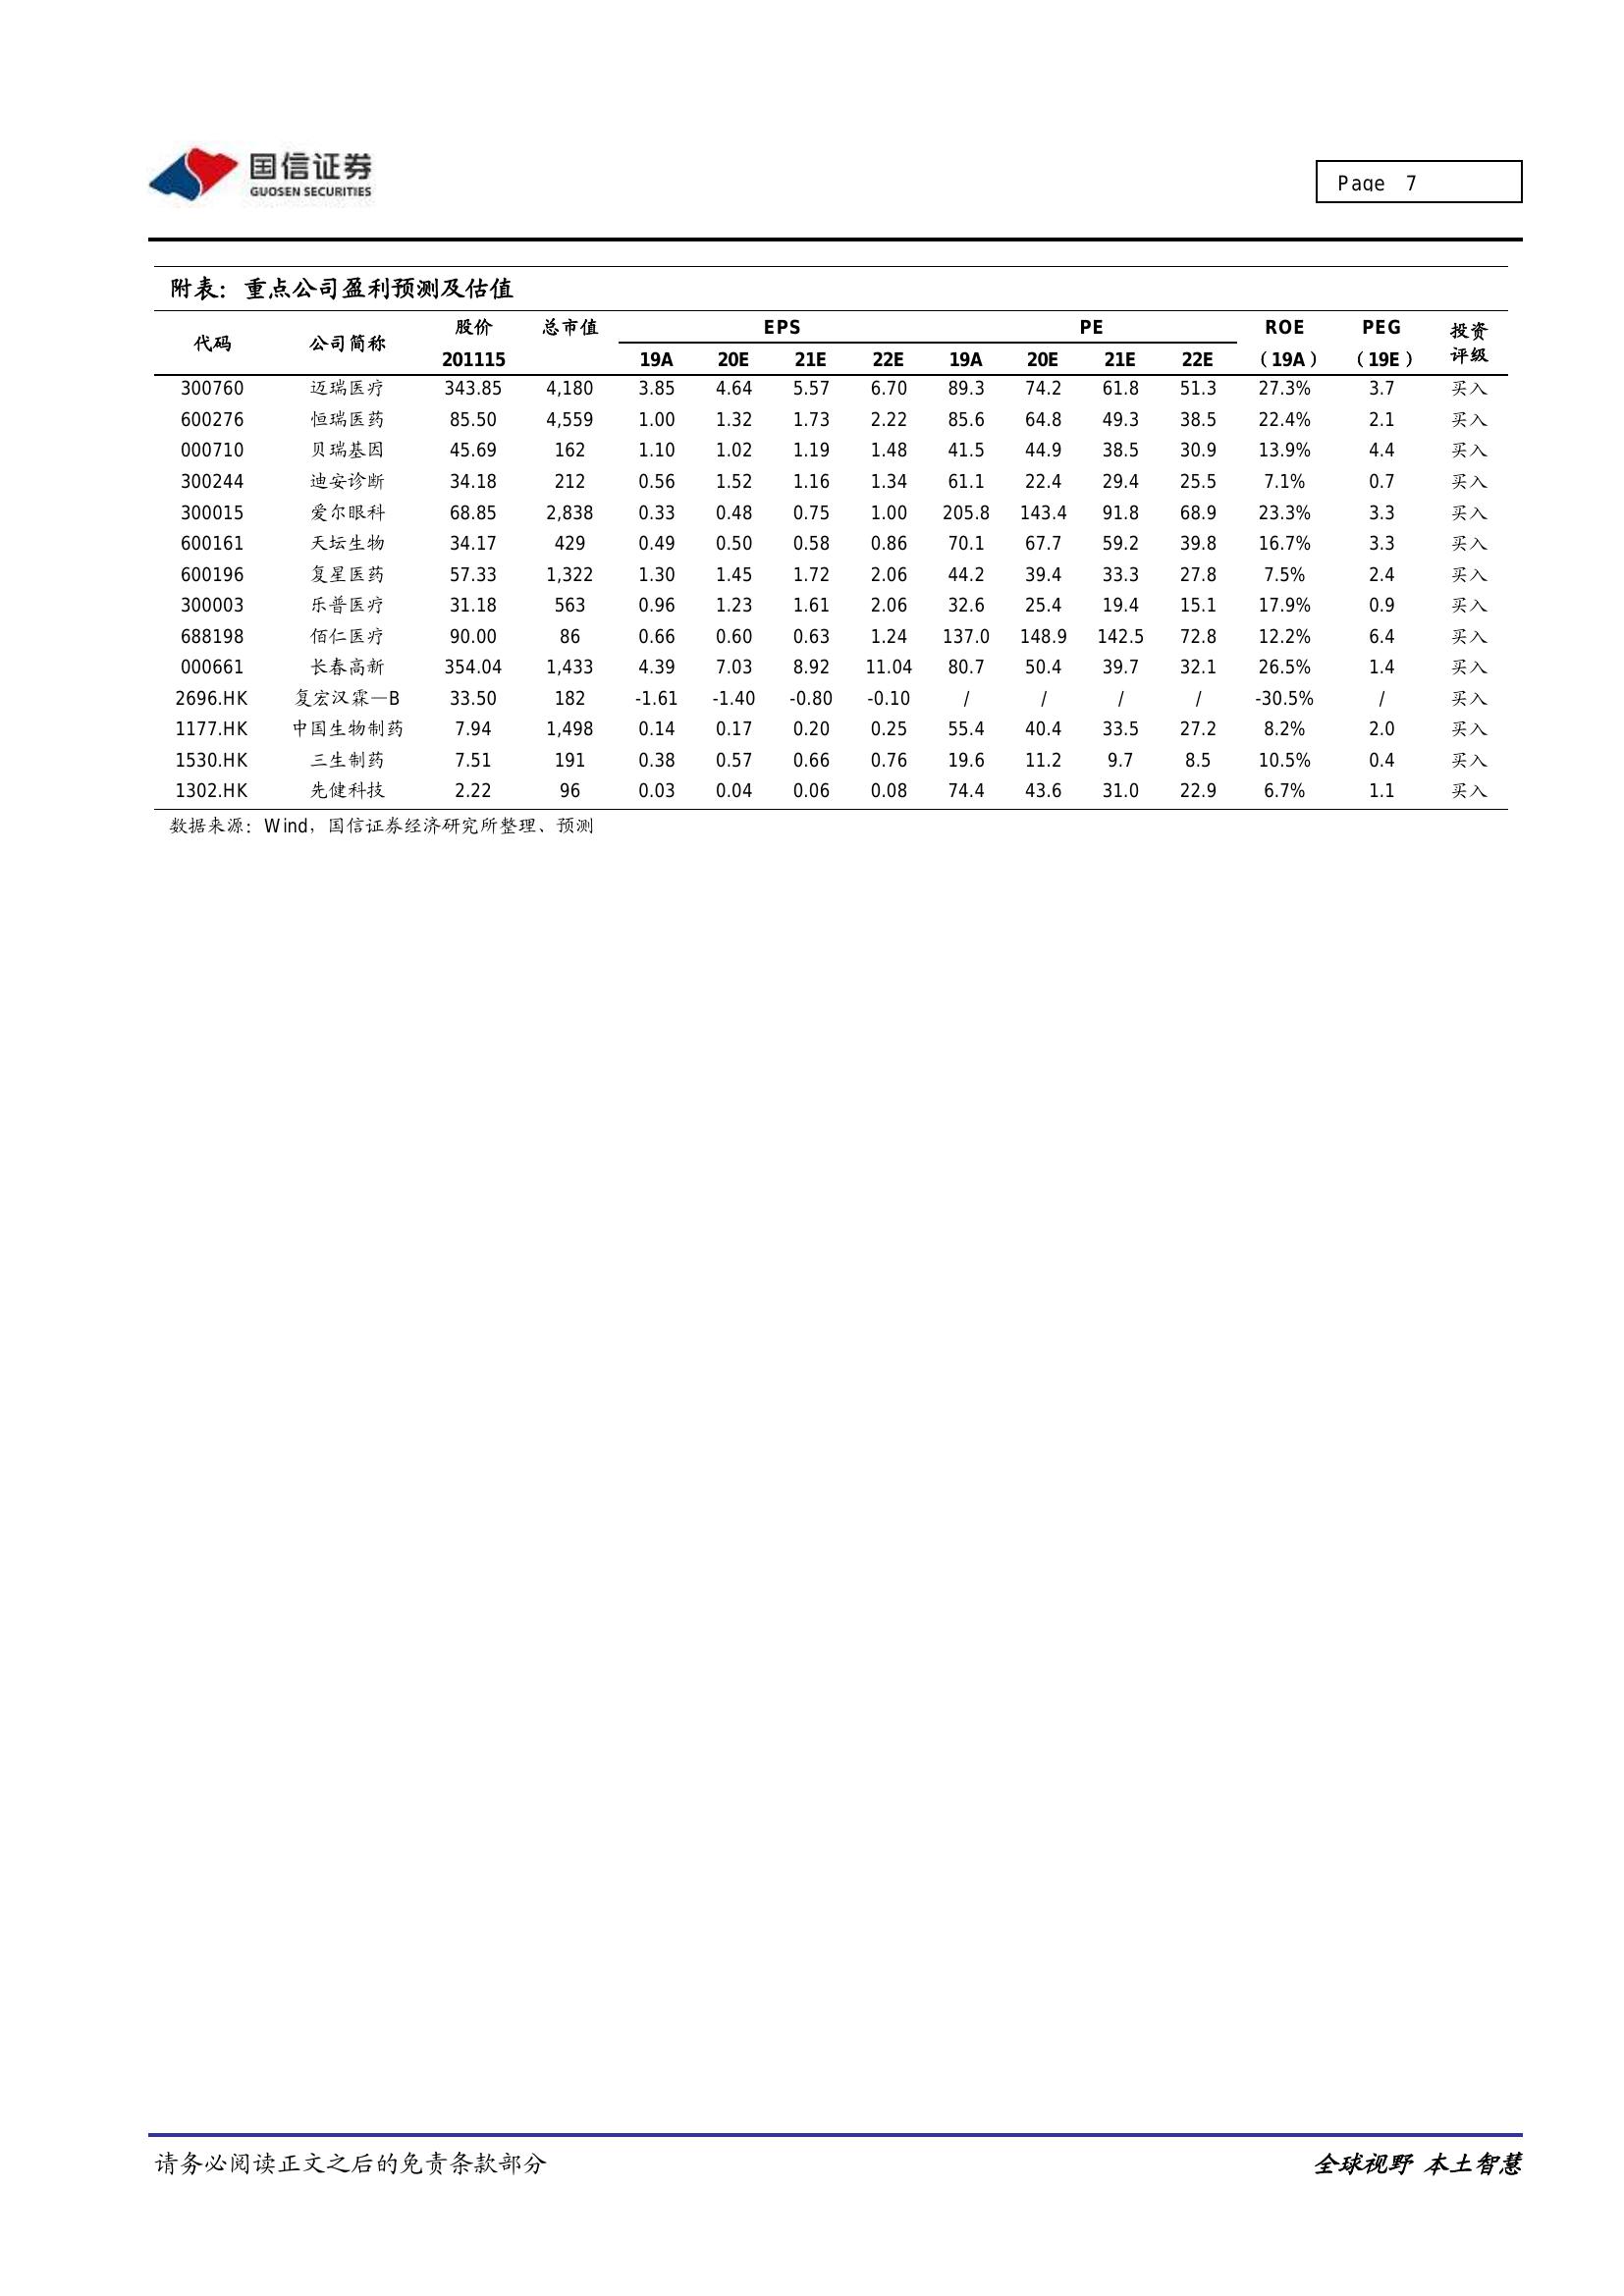 国信证券
GUOSEN SECURITIES
Page 7
附表：重点公司盈利预测及估值
代码 公司简称 股价 总市值 EPS PE ROE PEG 投资
201115 19A 20E 21E 22E 19A 20E 21E 22E （19A） （19E） 评级
300760 迈瑞医疗 343.85 4,180 3.85 4.64 5.57 6.70 89.3 74.2 61.8 51.3 27.3% 3.7 买入
600276 恒瑞医药 85.50 4,559 1.00 1.32 1.73 2.22 85.6 64.8 49.3 38.5 22.4% 2.1 买入
000710 贝瑞基因 45.69 162 1.10 1.02 1.19 1.48 41.5 44.9 38.5 30.9 13.9% 4.4 买入
300244 迪安诊断 34.18 212 0.56 1.52 1.16 1.34 61.1 22.4 29.4 25.5 7.1% 0.7 买入
300015 爱尔眼科 68.85 2,838 0.33 0.48 0.75 1.00 205.8 143.4 91.8 68.9 23.3% 3.3 买入
600161 天坛生物 34.17 429 0.49 0.50 0.58 0.86 70.1 67.7 59.2 39.8 16.7% 3.3 买入
600196 复星医药 57.33 1,322 1.30 1.45 1.72 2.06 44.2 39.4 33.3 27.8 7.5% 2.4 买入
300003 乐普医疗 31.18 563 0.96 1.23 1.61 2.06 32.6 25.4 19.4 15.1 17.9% 0.9 买入
688198 佰仁医疗 90.00 86 0.66 0.60 0.63 1.24 137.0 148.9 142.5 72.8 12.2% 6.4 买入
000661 长春高新 354.04 1,433 4.39 7.03 8.92 11.04 80.7 50.4 39.7 32.1 26.5% 1.4 买入
2696.HK 复宏汉霖—B 33.50 182 -1.61 -1.40 -0.80 -0.10 / / / / -30.5% / 买入
1177.HK 中国生物制药 7.94 1,498 0.14 0.17 0.20 0.25 55.4 40.4 33.5 27.2 8.2% 2.0 买入
1530.HK 三生制药 7.51 191 0.38 0.57 0.66 0.76 19.6 11.2 9.7 8.5 10.5% 0.4 买入
1302.HK 先健科技 2.22 96 0.03 0.04 0.06 0.08 74.4 43.6 31.0 22.9 6.7% 1.1 买入
数据来源：Wind，国信证券经济研究所整理、预测
请务必阅读正文之后的免责条款部分 全球视野 本土智慧